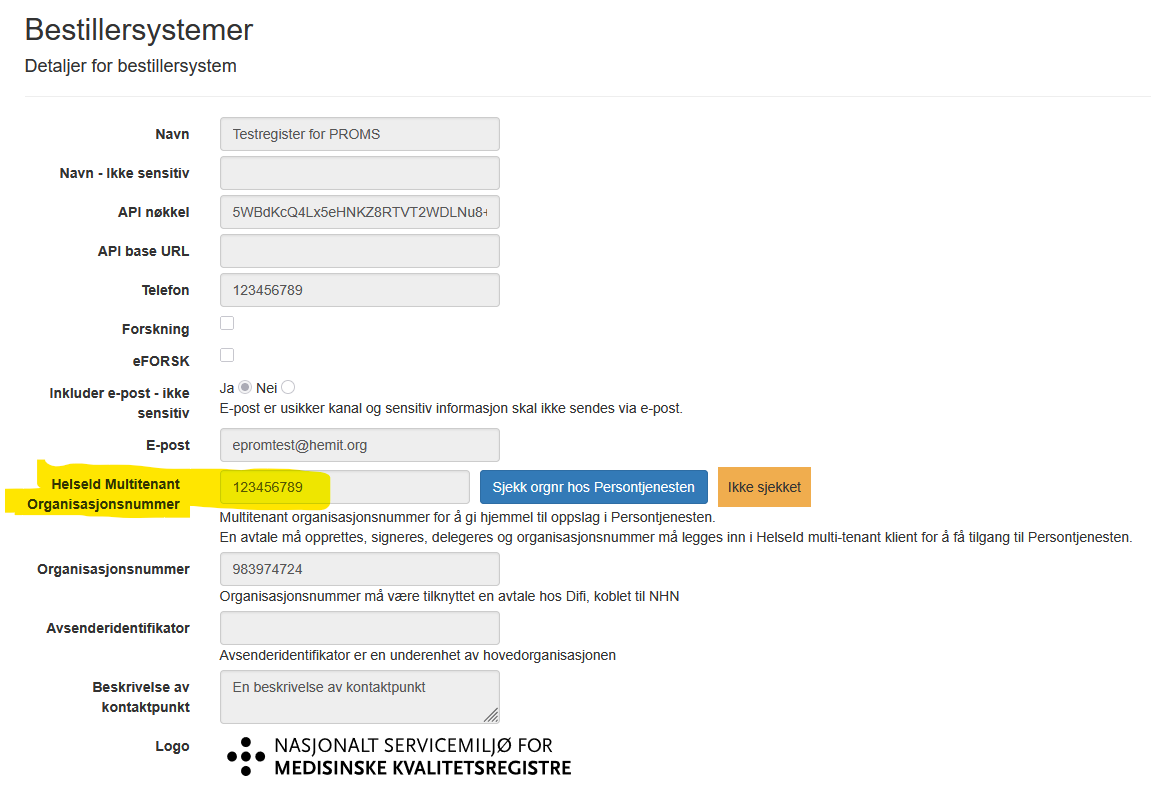 Bestillersystemer
Detaljer for bestillersystem
Navn Testregister for PROMS
Navn - Ikke sensitiv
API nøkkel 5WBdKcQ4Lx5eHNKZ8RTVT2WDLNu8+
API base URL
Telefon 123456789
Forskning
eFORSK
Inkluder e-post - ikke sensitiv Ja Nei
E-post er usikker kanal og sensitiv informasjon skal ikke sendes via e-post.
E-post epromtest@hemit.org
HelseId Multitenant Organisasjonsnummer 123456789 Sjekk orgnr hos Persontjenesten Ikke sjekket
Multitenant organisasjonsnummer for å gi hjemmel til oppslag i Persontjenesten.
En avtale må opprettes, signeres, delegeres og organisasjonsnummer må legges inn i HelseId multi-tenant klient for å få tilgang til Persontjenesten.
Organisasjonsnummer 983974724
Organisasjonsnummer må være tilknyttet en avtale hos Difi, koblet til NHN
Avsenderidentifikator
Avsenderidentifikator er en underenhet av hovedorganisasjonen
Beskrivelse av kontaktpunkt En beskrivelse av kontaktpunkt
Logo NASJONALT SERVICEMILJØ FOR
MEDISINSKE KVALITETSREGISTRE